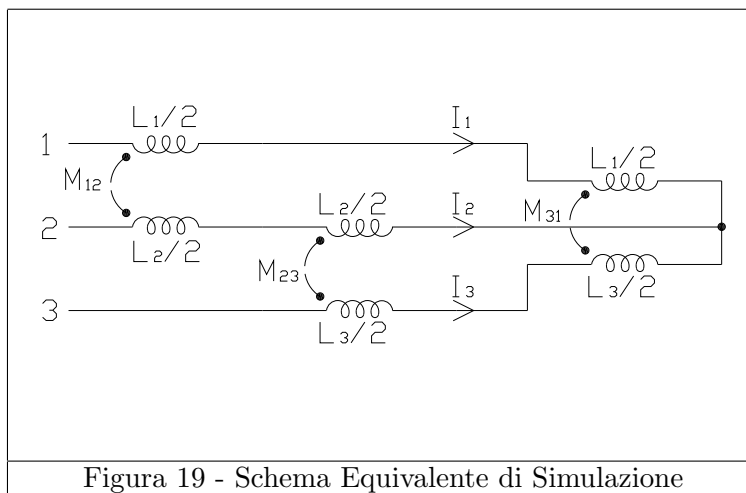 L1/2
1
I1
L1/2
M12
L2/2
2
I2
M31
L2/2
M23
L3/2
3
I3
L3/2
Figura 19 - Schema Equivalente di Simulazione